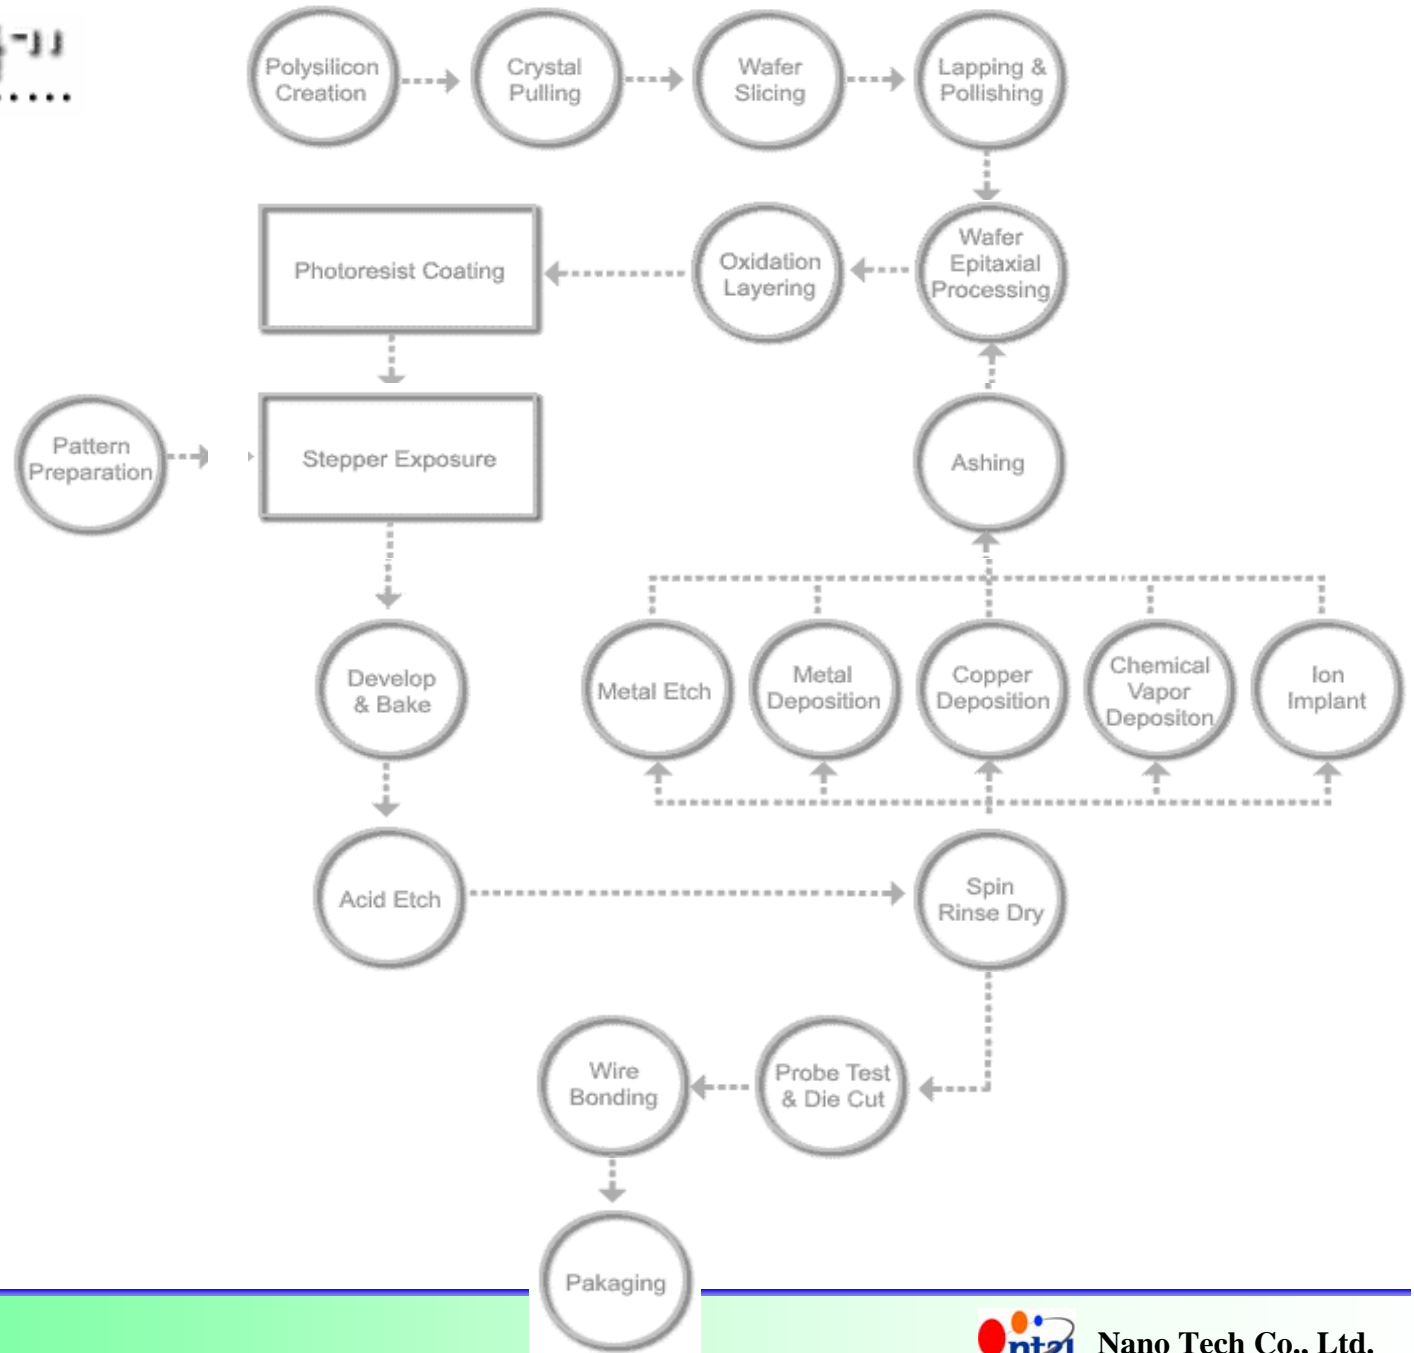 Polysilicon
Creation
Crystal
Pulling
Wafer
Slicing
Lapping &
Pollishing
Photoresist Coating
Oxidation
Layering
Wafer
Epitaxial
Processing
Pattern
Preparation
Stepper Exposure
Ashing
Develop
& Bake
Metal Etch
Metal
Deposition
Copper
Deposition
Chemical
Vapor
Depositon
Ion
Implant
Acid Etch
Spin
Rinse Dry
Wire
Bonding
Probe Test
& Die Cut
Pakaging
Nano Tech Co., Ltd.